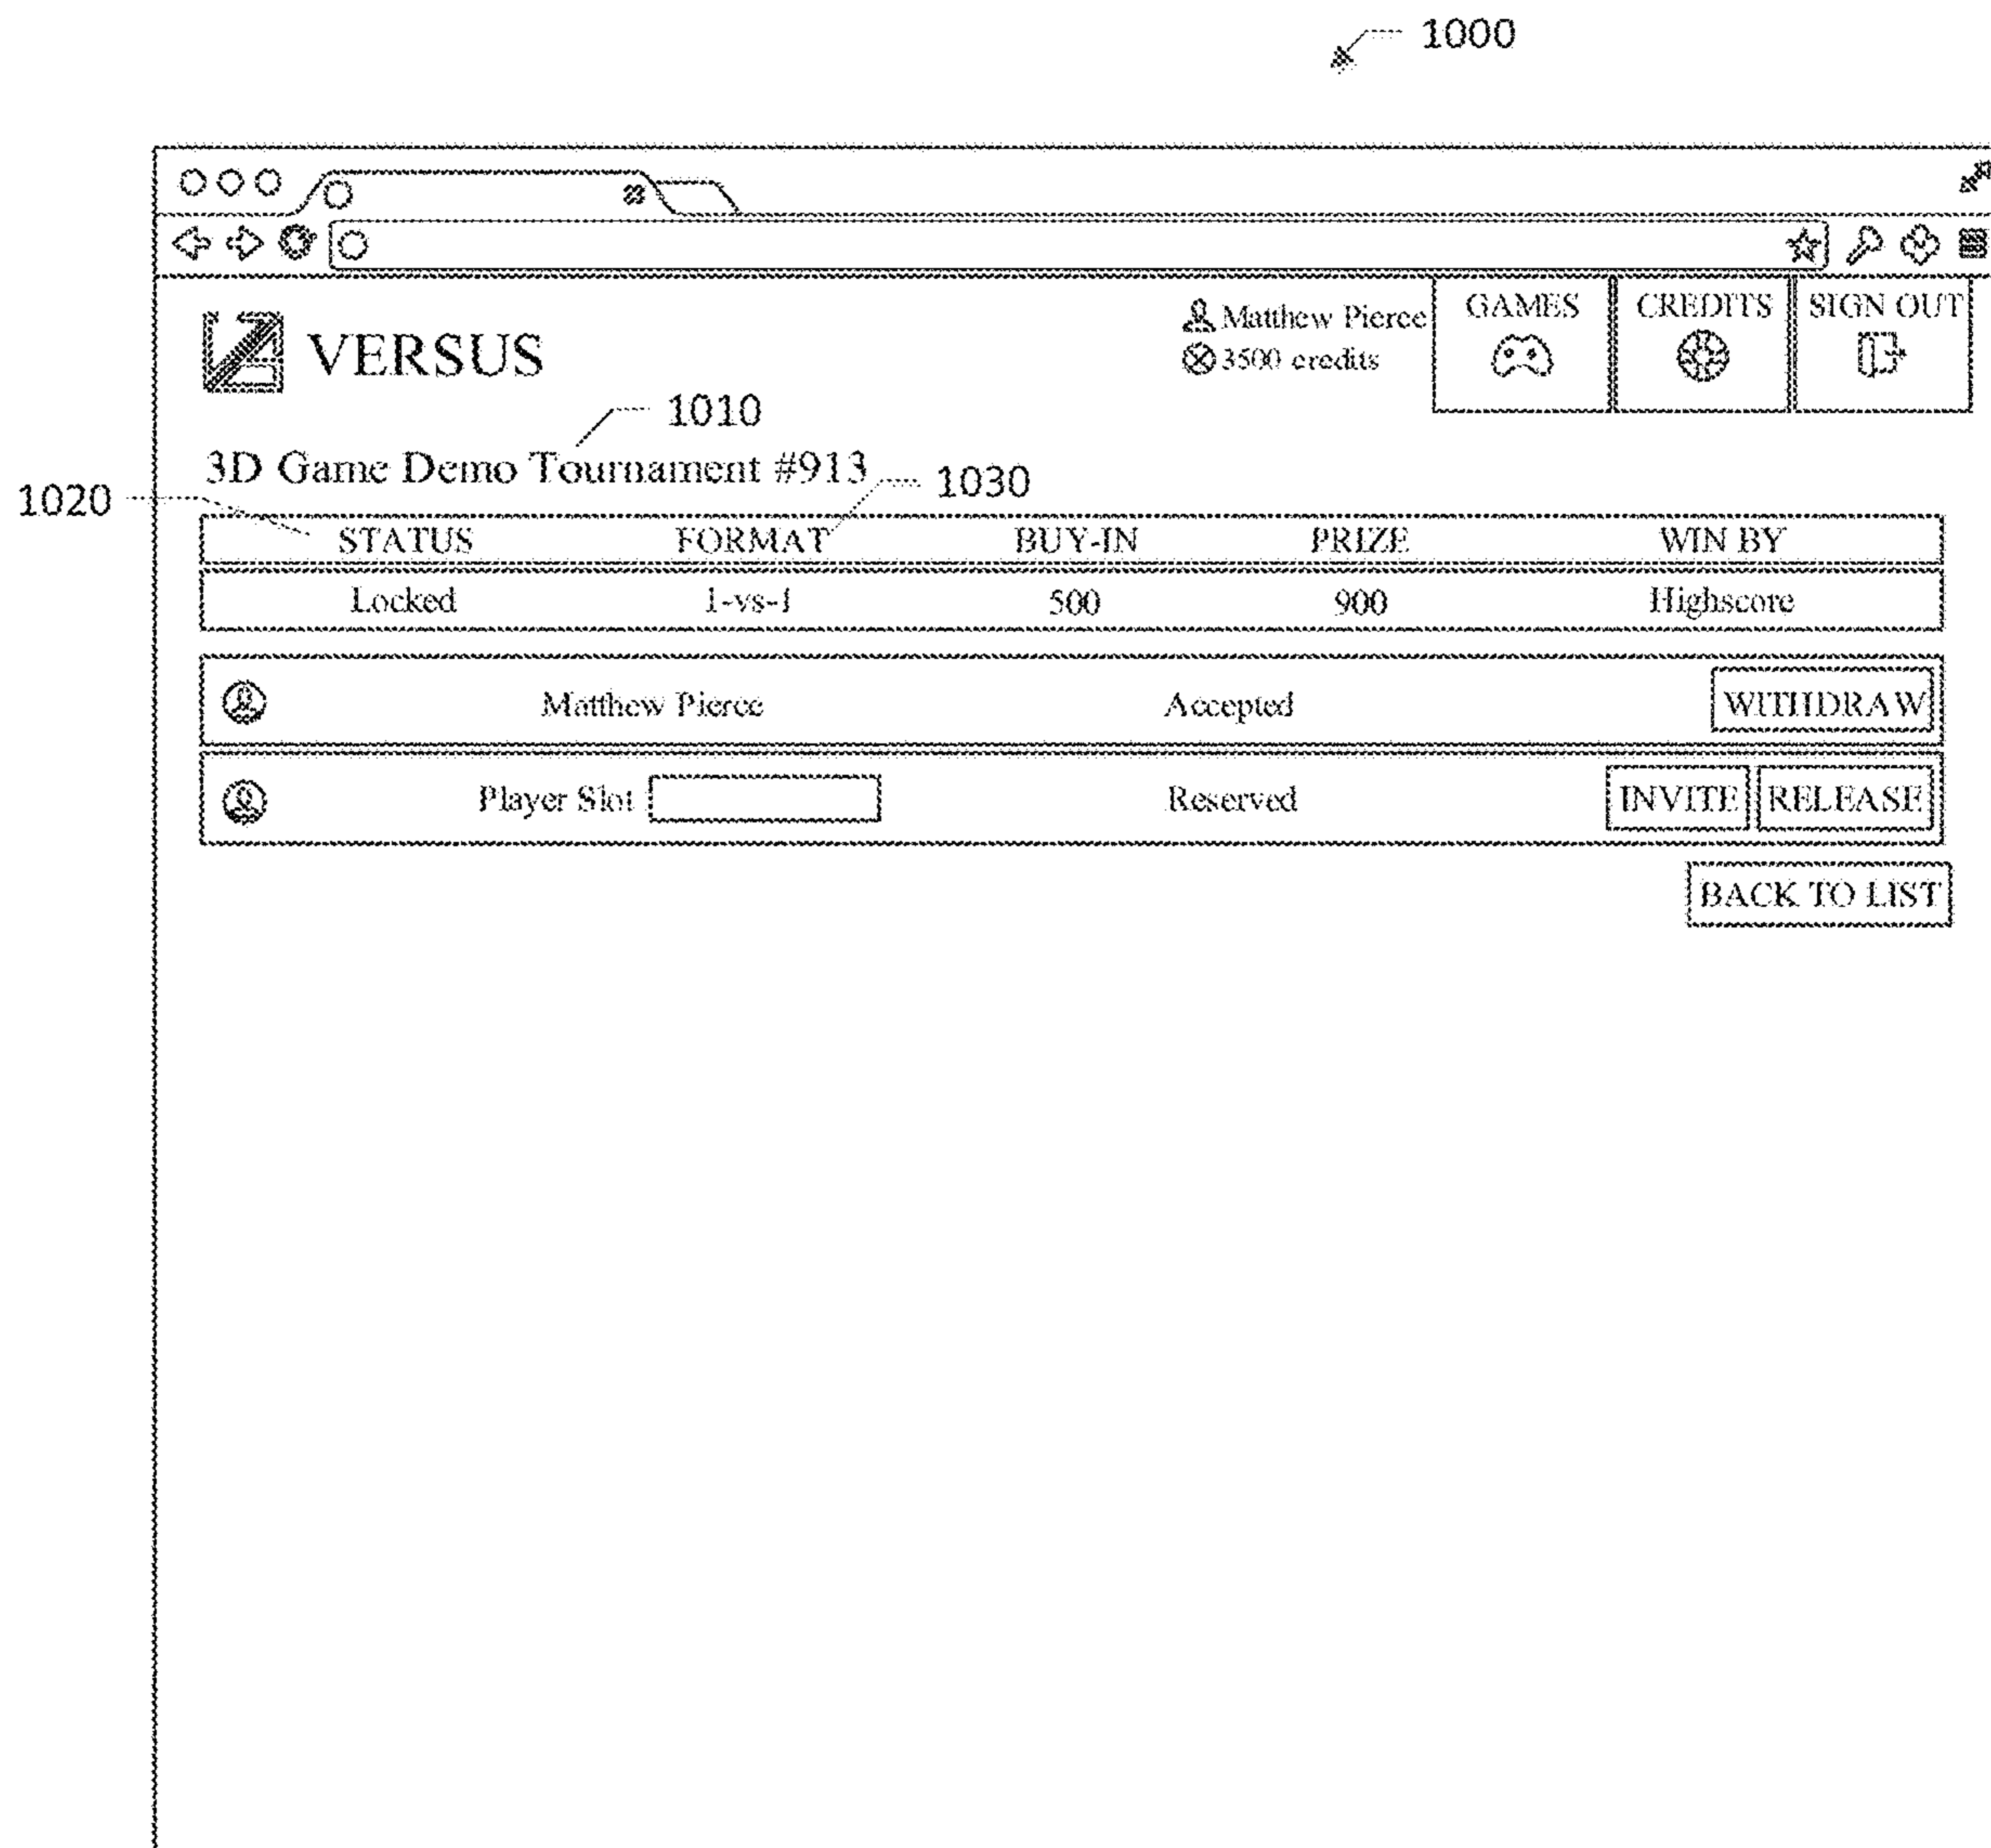 1000
Matthew Pierce GAMES CREDITS SIGN OUT
VERSUS 3500 credits
1010
3D Game Demo Tournament #913
1020 1030
STATUS FORMAT BUY-IN PRIZE WIN BY
Locked 1-vs-1 500 900 Highscore
Matthew Pierce Accepted WITHDRAW
Player Slot Reserved INVITE RELEASE
BACK TO LIST